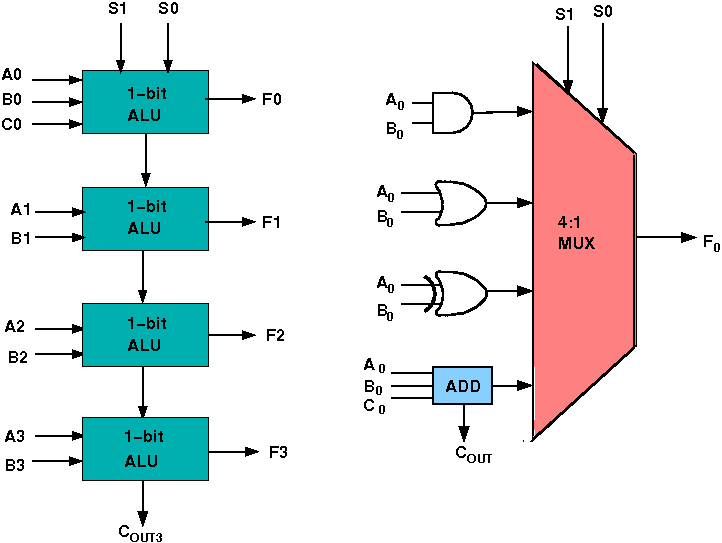 S1 S0
A0
B0
C0
1-bit
ALU
F0
A1
B1
1-bit
ALU
F1
A2
B2
1-bit
ALU
F2
A3
B3
1-bit
ALU
F3
COUT3
S1 S0
A0
B0
A0
B0
A0
B0
A0
B0
C0
ADD
COUT
4:1
MUX
F0